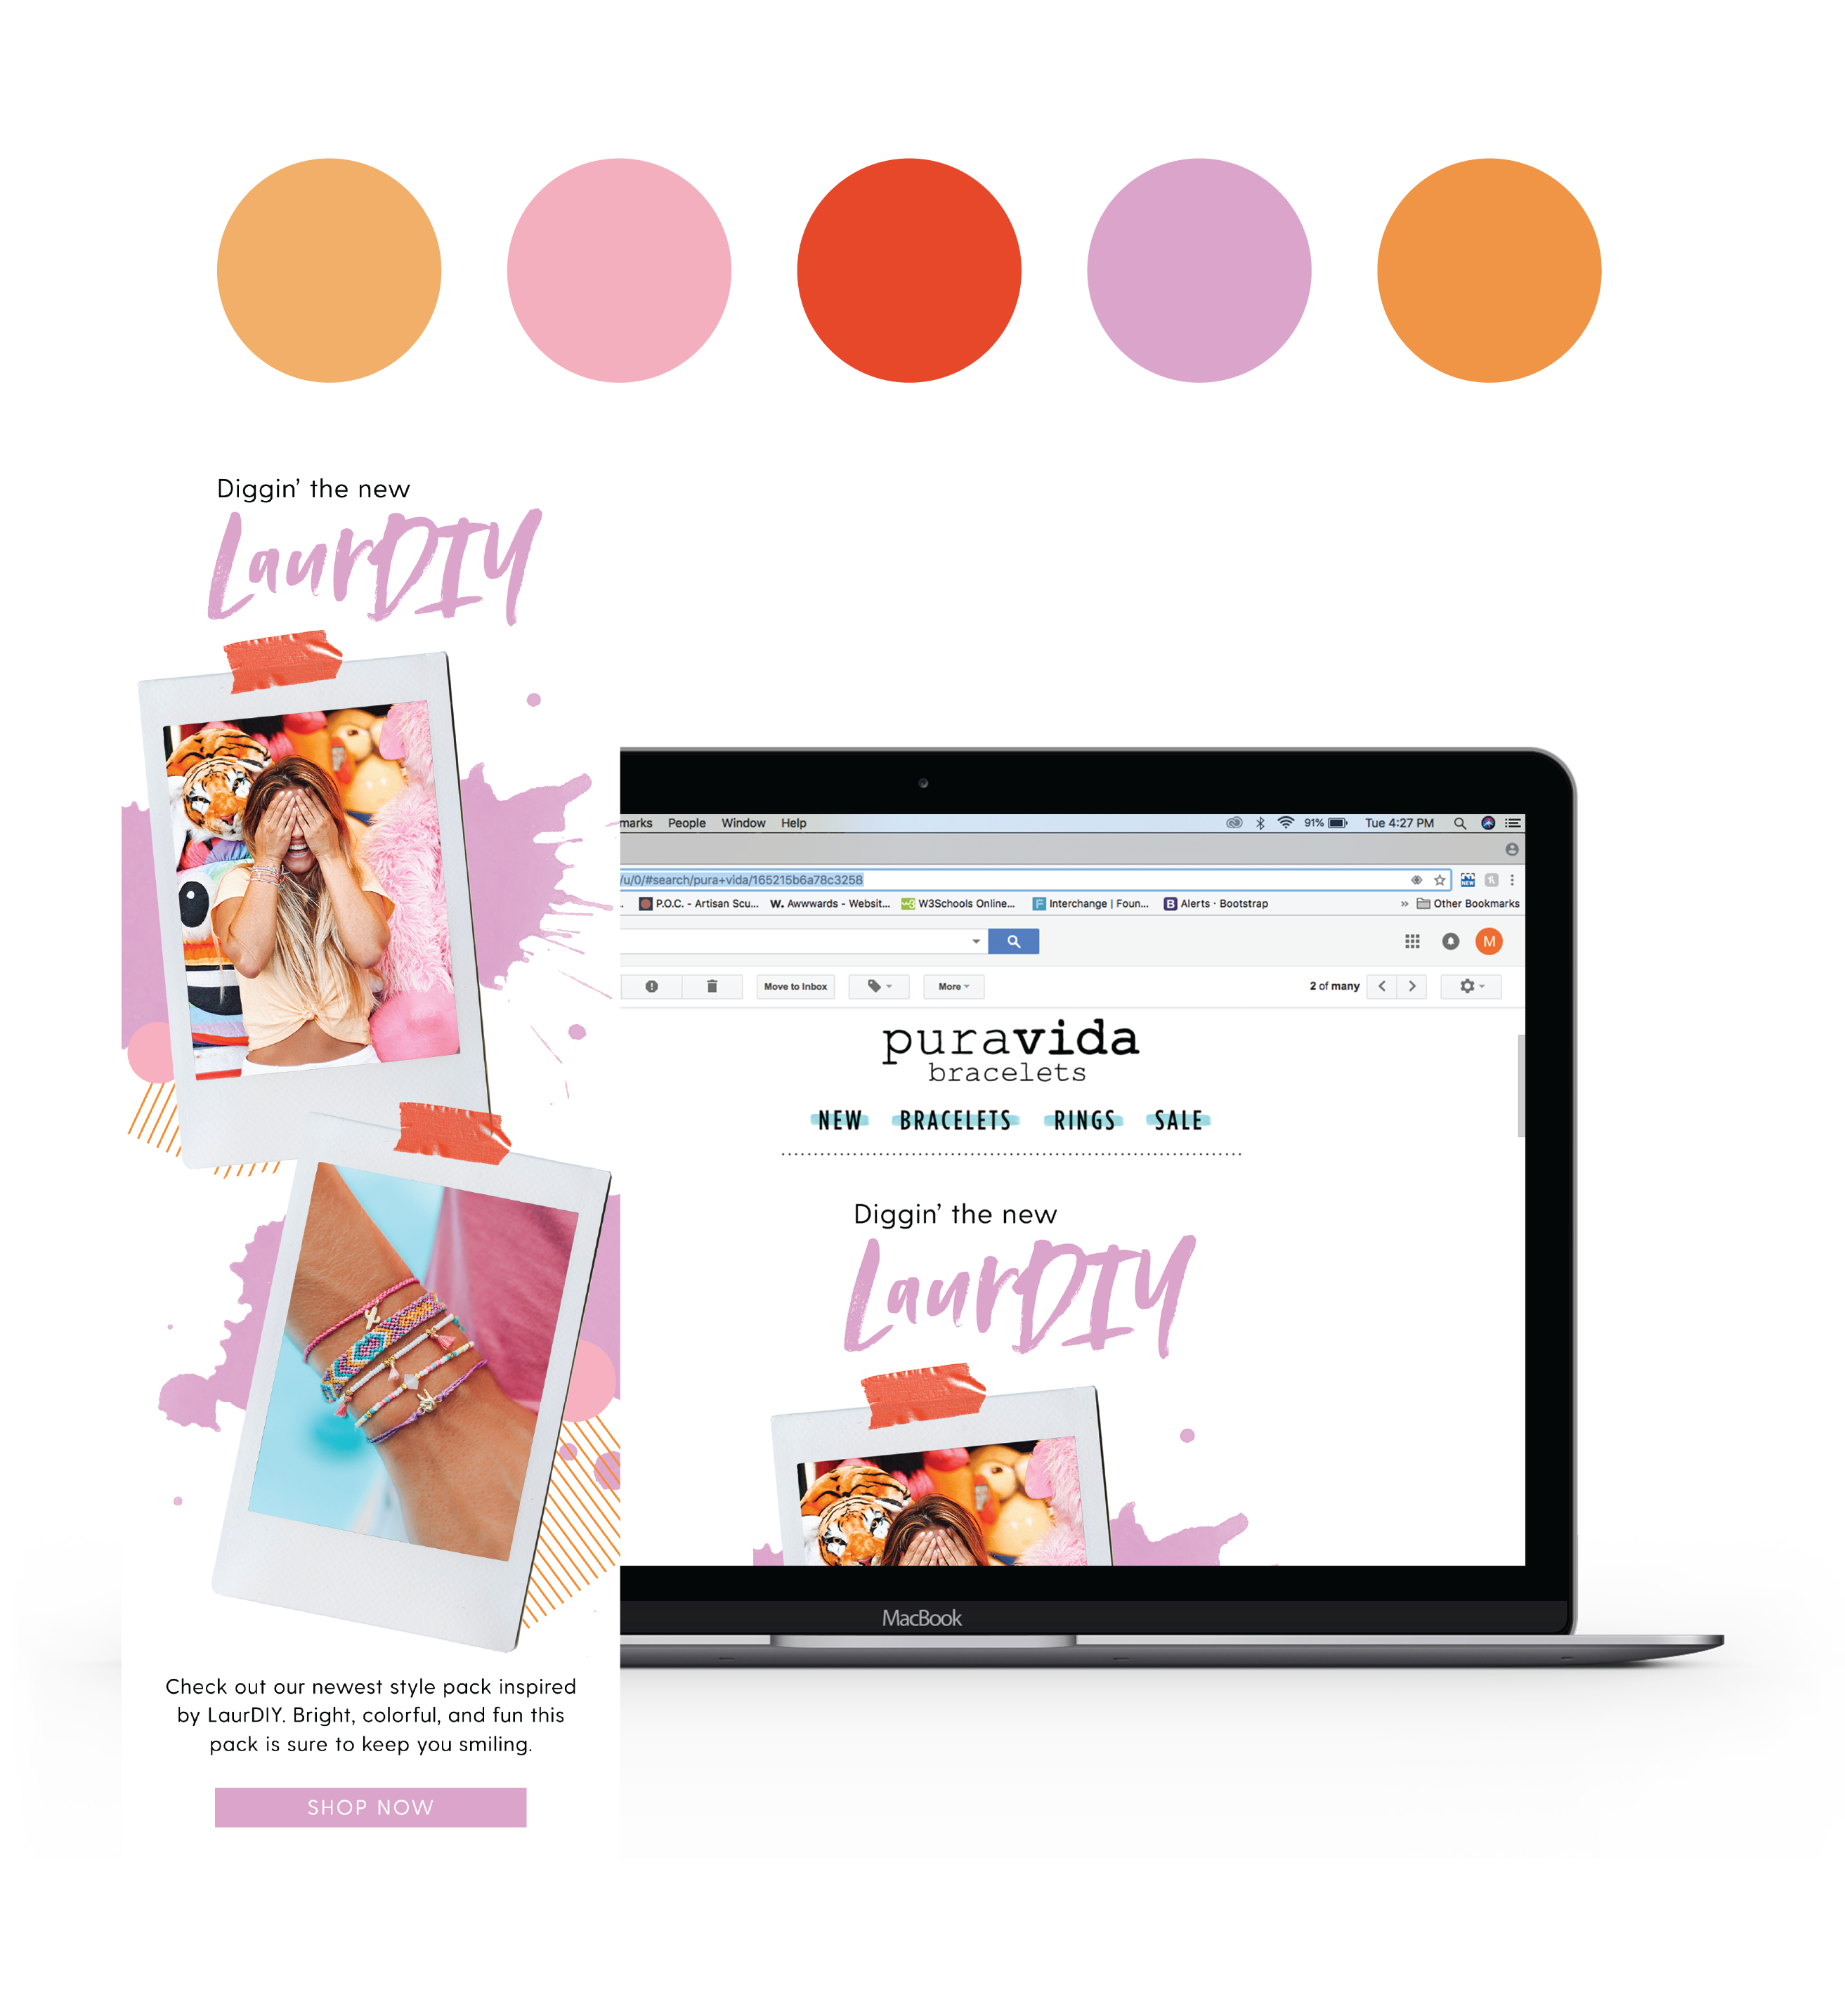 Diggin' the new
LaurDIY
Check out our newest style pack inspired
by LaurDIY. Bright, colorful, and fun this
pack is sure to keep you smiling.
SHOP NOW
marks People Window Help 91% Tue 4:27 PM
/u/0/#search/pura+vida/165215b6a78c3258
NEW
P.O.C. - Artisan Scu... W. Awwwards - Websit... w3 W3Schools Online... F Interchange | Foun... B Alerts · Bootstrap » Other Bookmarks
M
Move to Inbox More 2 of many
puravida
bracelets
NEW BRACELETS RINGS SALE
Diggin' the new
LaurDIY
MacBook